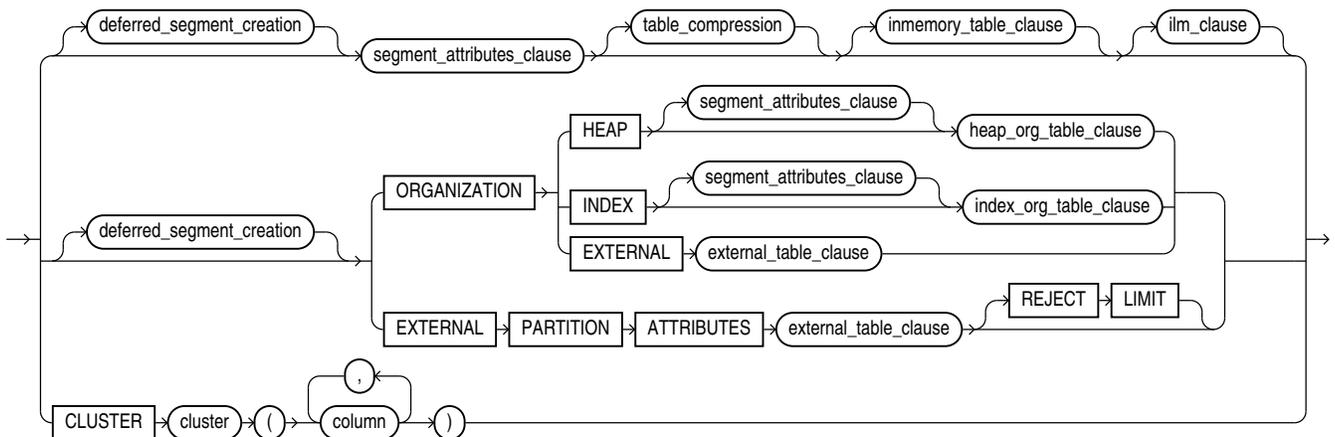 deferred_segment_creation table_compression inmemory_table_clause ilm_clause
segment_attributes_clause
segment_attributes_clause
HEAP heap_org_table_clause
segment_attributes_clause
ORGANIZATION
INDEX index_org_table_clause
deferred_segment_creation
EXTERNAL external_table_clause
REJECT LIMIT
EXTERNAL PARTITION ATTRIBUTES external_table_clause
,
CLUSTER cluster ( column )